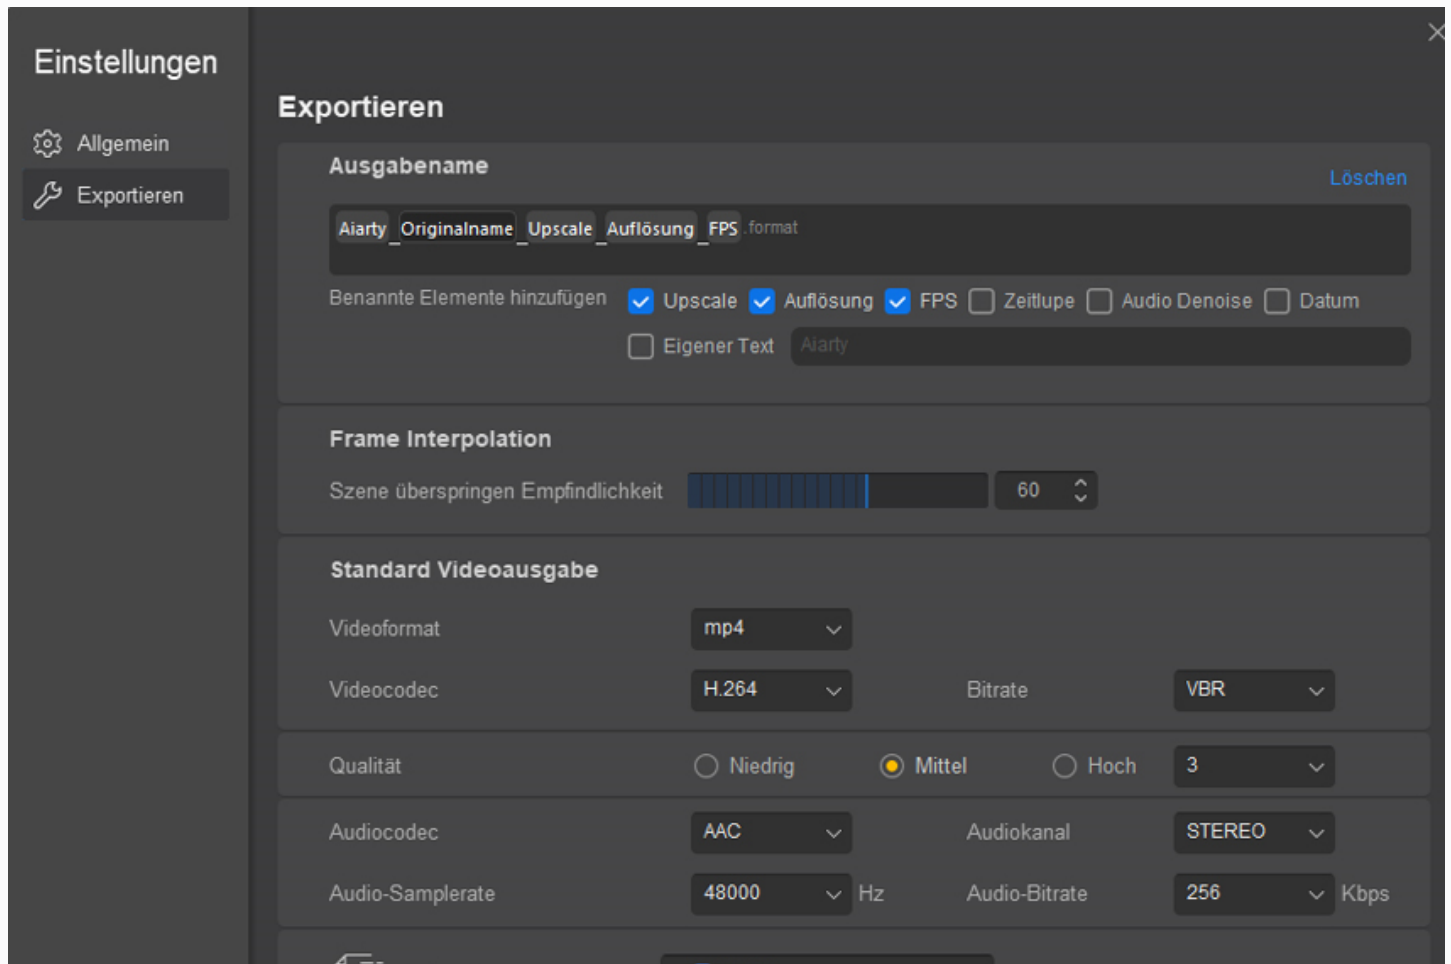 Einstellungen
Allgemein
Exportieren
Exportieren
Ausgabename
Löschen
Aiarty_Originalname_Upscale_Auflösung_FPS.format
Benannte Elemente hinzufügen Upscale Auflösung FPS Zeitlupe Audio Denoise Datum
Eigener Text Aiarty
Frame Interpolation
Szene überspringen Empfindlichkeit 60
Standard Videoausgabe
Videoformat mp4
Videocodec H.264 Bitrate VBR
Qualität Niedrig Mittel Hoch 3
Audiocodec AAC Audiokanal STEREO
Audio-Samplerate 48000 Hz Audio-Bitrate 256 Kbps